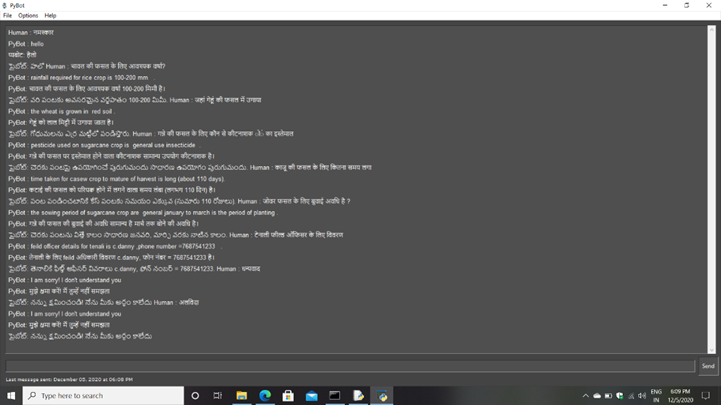 PyBot
File Options Help
Human : नमस्कार
PyBot : hello
प्यबोट: हैलो
పైబోట్: హలో Human : चावल की फसल के लिए आवश्यक वर्षा?
PyBot : rainfall required for rice crop is 100-200 mm .
PyBot: चावल की फसल के लिए आवश्यक वर्षा 100-200 मिमी है।
పైబోట్: వరి పంటకు అవసరమైన వర్షపాతం 100-200 మిమీ. Human : जहां गेहूं की फसल में उगाया
PyBot : the wheat is grown in red soil .
PyBot: गेहूं को लाल मिट्टी में उगाया जाता है।
పైబోట్: గోధుమలను ఎర్ర మట్టిలో పండిస్తారు. Human : गन्ने की फसल के लिए कौन से कीटनाशक का इस्तेमाल
PyBot : pesticide used on sugarcane crop is general use insecticide .
PyBot: गन्ने की फसल पर इस्तेमाल होने वाला कीटनाशक सामान्य उपयोग कीटनाशक है।
పైబోట్: చెరకు పంటపై ఉపయోగించే పురుగుమందు సాధారణ ఉపయోగం పురుగుమందు. Human : काजू की फसल के लिए कितना समय लगा
PyBot : time taken for casew crop to mature of harvest is long (about 110 days).
PyBot: कटाई की फसल को परिपक्व होने में लगने वाला समय लंबा (लगभग 110 दिन) है।
పైబోట్: పంట పండించటానికి కేస్ పంటకు సమయం ఎక్కువ (సుమారు 110 రోజులు). Human : जोवर फसल के लिए बुवाई अवधि है ?
PyBot : the sowing period of sugarcane crop are general january to march is the period of planting .
PyBot: गन्ने की फसल की बुवाई की अवधि सामान्य है मार्च तक बोने की अवधि है।
పైబోట్: చెరకు పంటను విత్తే కాలం సాధారణ జనవరి, మార్చి వరకు నాటిన కాలం. Human : टेनाली फील्ड ऑफिसर के लिए विवरण
PyBot : feild officer details for tenali is c.danny ,phone number =7687541233 .
PyBot: तेनाली के लिए feild अधिकारी विवरण c.danny, फोन नंबर = 7687541233 है।
పైబోట్: తెనాలికి ఫీల్డ్ ఆఫీసర్ వివరాలు c.danny, ఫోన్ నంబర్ = 7687541233. Human : धन्यवाद
PyBot : I am sorry! I don't understand you
PyBot: मुझे क्षमा करें! मैं तुम्हें नहीं समझता
పైబోట్: నన్ను క్షమించండి! నేను మీకు అర్థం కాలేదు Human : अलविदा
PyBot : I am sorry! I don't understand you
PyBot: मुझे क्षमा करें! मैं तुम्हें नहीं समझता
పైబోట్: నన్ను క్షమించండి! నేను మీకు అర్థం కాలేదు
Send
Last message sent: December 05, 2020 at 06:09 PM
Type here to search
ENG
IN
6:09 PM
12/5/2020